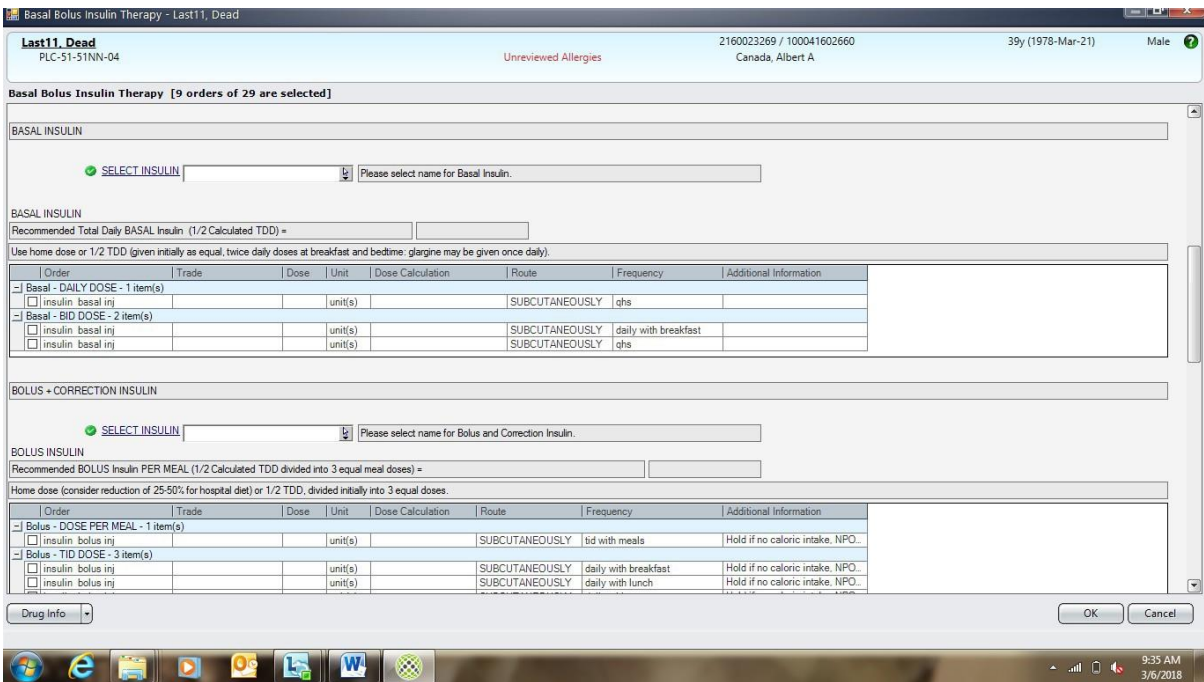 Basal Bolus Insulin Therapy - Last11, Dead
Last11, Dead 2160023269 / 100041602660 39y (1978-Mar-21) Male ?
PLC-51-51NN-04 Unreviewed Allergies Canada, Albert A
Basal Bolus Insulin Therapy [9 orders of 29 are selected]
BASAL INSULIN
SELECT INSULIN Please select name for Basal Insulin.
BASAL INSULIN
Recommended Total Daily BASAL Insulin (1/2 Calculated TDD) =
Use home dose or 1/2 TDD (given initially as equal, twice daily doses at breakfast and bedtime: glargine may be given once daily).
Order Trade Dose Unit Dose Calculation Route Frequency Additional Information
Basal - DAILY DOSE - 1 item(s)
insulin basal inj unit(s) SUBCUTANEOUSLY qhs
Basal - BID DOSE - 2 item(s)
insulin basal inj unit(s) SUBCUTANEOUSLY daily with breakfast
insulin basal inj unit(s) SUBCUTANEOUSLY qhs
BOLUS + CORRECTION INSULIN
SELECT INSULIN Please select name for Bolus and Correction Insulin.
BOLUS INSULIN
Recommended BOLUS Insulin PER MEAL (1/2 Calculated TDD divided into 3 equal meal doses) =
Home dose (consider reduction of 25-50% for hospital diet) or 1/2 TDD, divided initially into 3 equal doses.
Order Trade Dose Unit Dose Calculation Route Frequency Additional Information
Bolus - DOSE PER MEAL - 1 item(s)
insulin bolus inj unit(s) SUBCUTANEOUSLY tid with meals Hold if no caloric intake, NPO...
Bolus - TID DOSE - 3 item(s)
insulin bolus inj unit(s) SUBCUTANEOUSLY daily with breakfast Hold if no caloric intake, NPO...
insulin bolus inj unit(s) SUBCUTANEOUSLY daily with lunch Hold if no caloric intake, NPO...
Drug Info OK Cancel
9:35 AM
3/6/2018